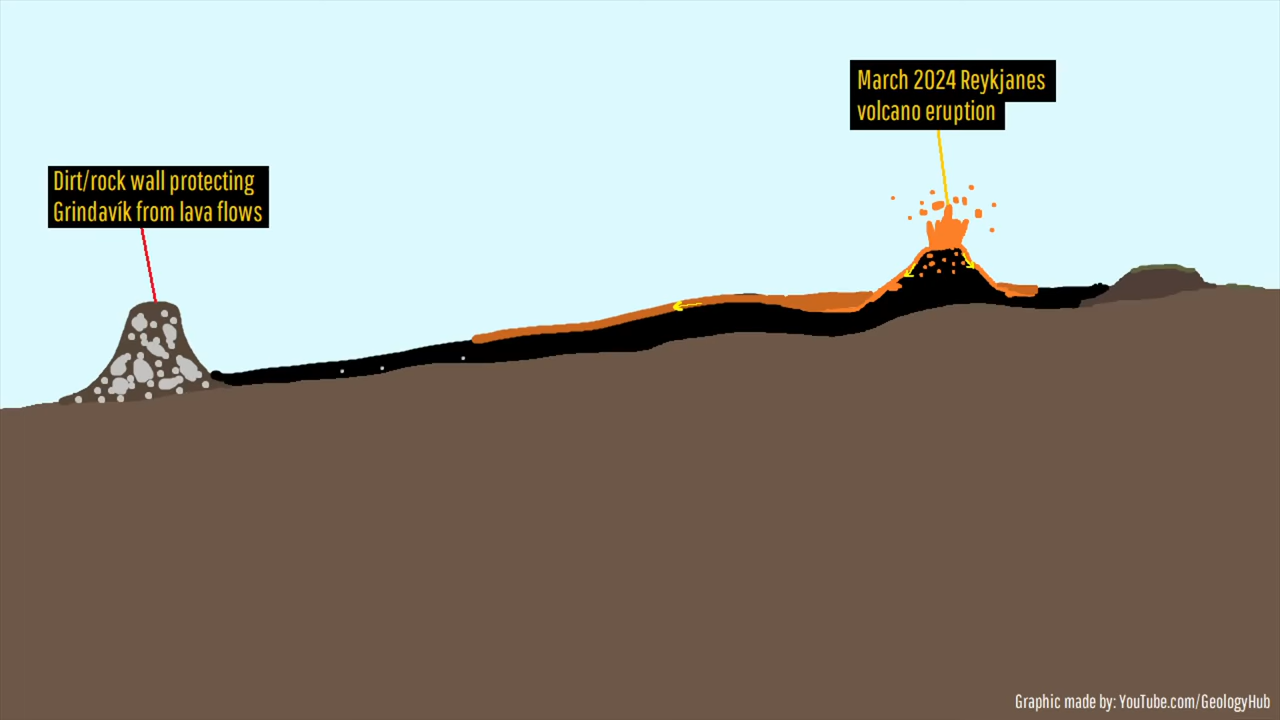 March 2024 Reykjanes
volcano eruption
Dirt/rock wall protecting
Grindavík from lava flows
Graphic made by: YouTube.com/GeologyHub